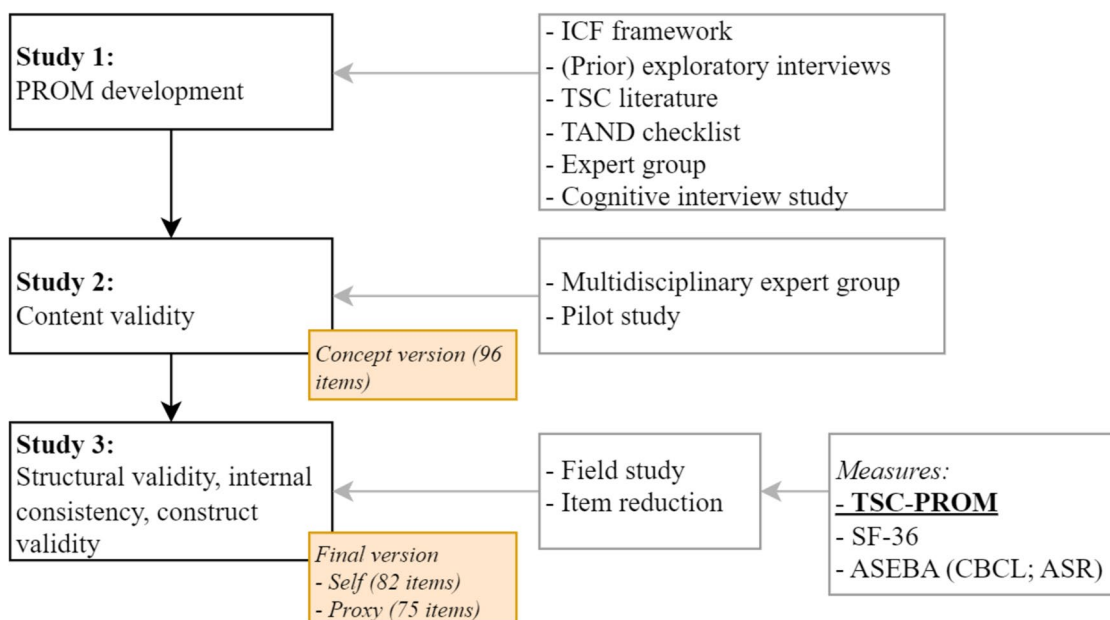 Study 1:
PROM development
- ICF framework
- (Prior) exploratory interviews
- TSC literature
- TAND checklist
- Expert group
- Cognitive interview study
Study 2:
Content validity
- Multidisciplinary expert group
- Pilot study
Concept version (96
items)
Study 3:
Structural validity, internal
consistency, construct
validity
- Field study
- Item reduction
Measures:
- TSC-PROM
- SF-36
- ASEBA (CBCL; ASR)
Final version
- Self (82 items)
- Proxy (75 items)